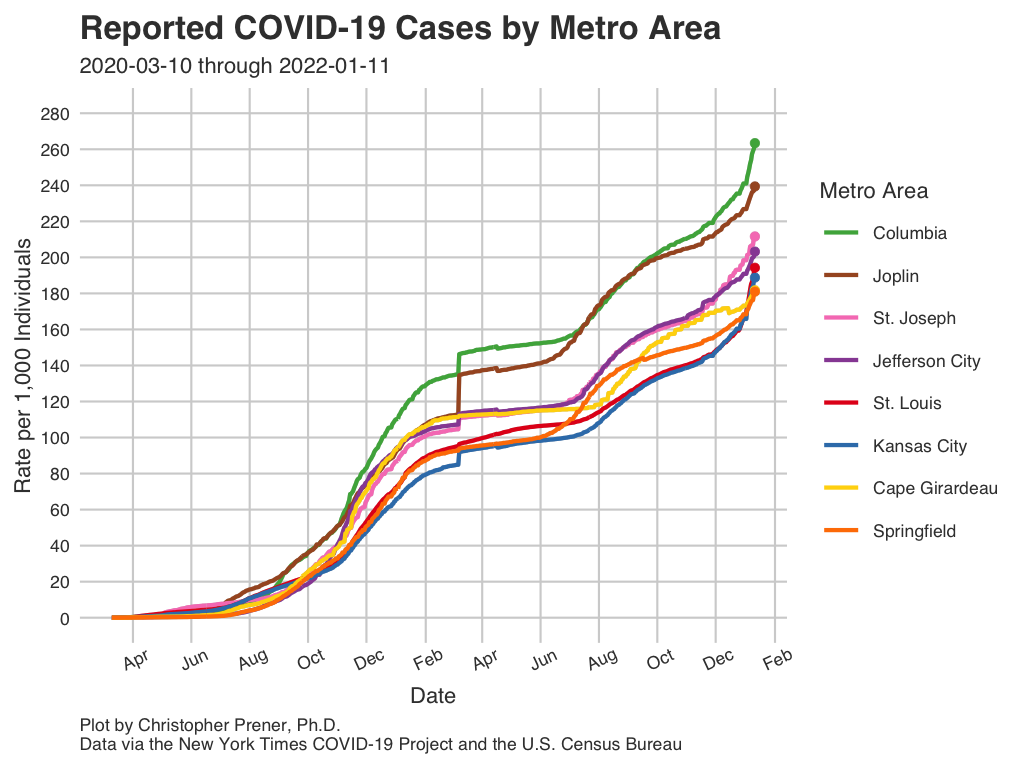 Reported COVID-19 Cases by Metro Area
2020-03-10 through 2022-01-11
Rate per 1,000 Individuals
280
260
240
220
200
180
160
140
120
100
80
60
40
20
0
Apr Jun Aug Oct Dec Feb Apr Jun Aug Oct Dec Feb
Date
Metro Area
Columbia
Joplin
St. Joseph
Jefferson City
St. Louis
Kansas City
Cape Girardeau
Springfield
Plot by Christopher Prener, Ph.D.
Data via the New York Times COVID-19 Project and the U.S. Census Bureau